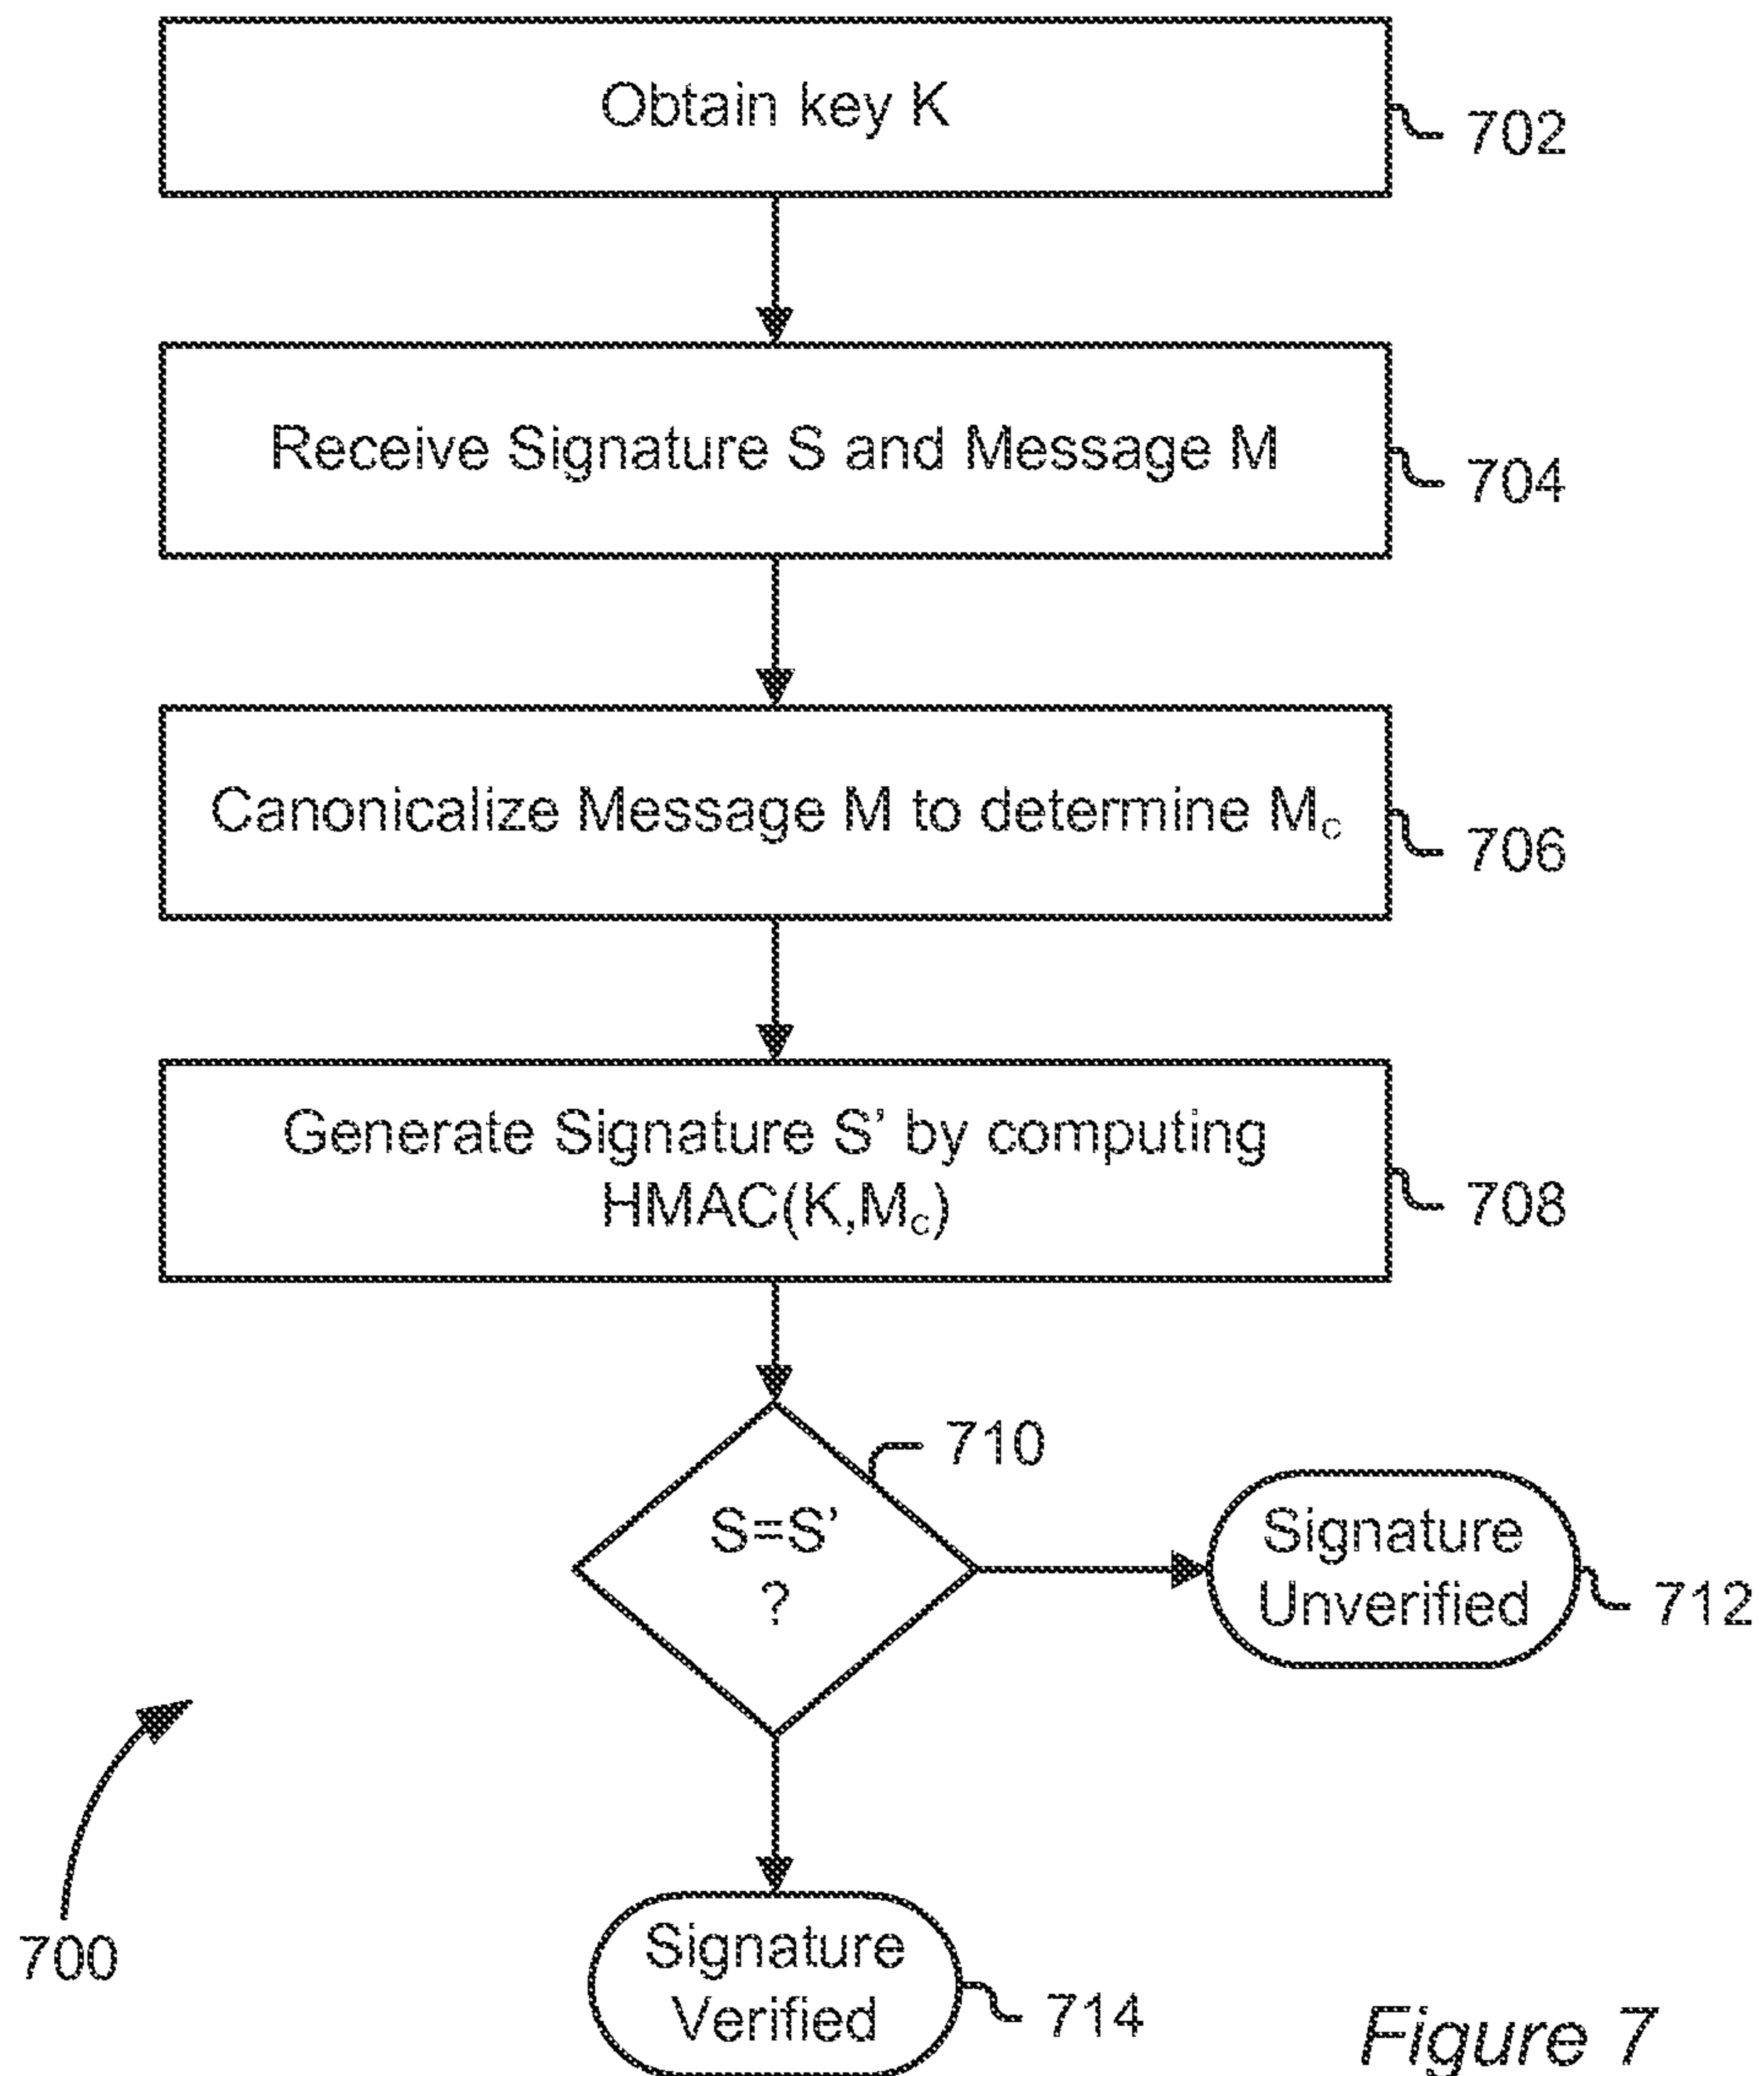 Obtain key K
702
Receive Signature S and Message M
704
Canonicalize Message M to determine Mc
706
Generate Signature S’ by computing
HMAC(K,Mc)
708
710
S=S’
?
Signature
Unverified
712
700
Signature
Verified
714
Figure 7